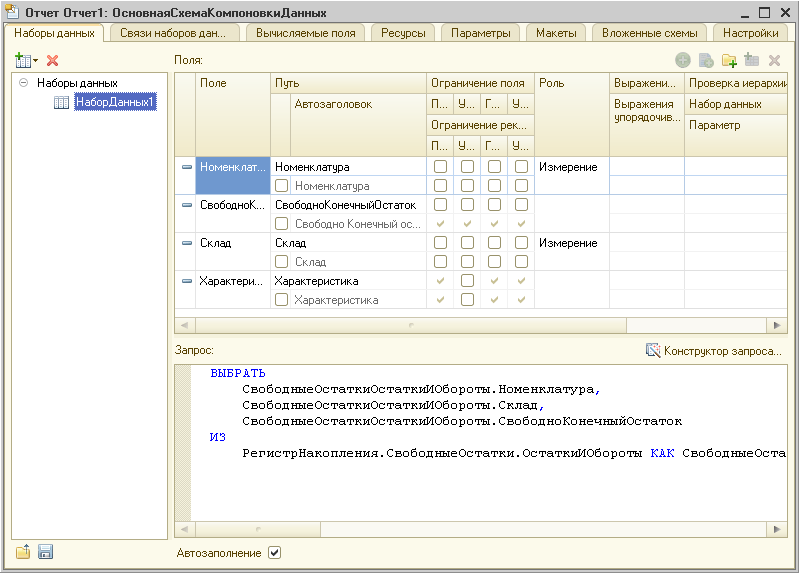 Отчет Отчет1: ОсновнаяСхемаКомпоновкиДанных
Наборы данных
Связи наборов дан...
Вычисляемые поля
Ресурсы
Параметры
Макеты
Вложенные схемы
Настройки
Наборы данных
НаборДанных1
Поля:
Поле Путь Ограничение поля Роль Выражени... Проверка иерархии
Автозаголовок П... У... Г... У... Выражения упорядочив... Набор данных
Ограничение рек... Параметр
П... У... Г... У...
Номенклат... Номенклатура Измерение
Номенклатура
СвободноК... СвободноКонечныйОстаток
Свободно Конечный ос...
Склад Склад Измерение
Склад
Характери... Характеристика
Характеристика
Запрос: Конструктор запроса...
ВЫБРАТЬ
СвободныеОстаткиОстаткиИОбороты.Номенклатура,
СвободныеОстаткиОстаткиИОбороты.Склад,
СвободныеОстаткиОстаткиИОбороты.СвободноКонечныйОстаток
ИЗ
РегистрНакопления.СвободныеОстатки.ОстаткиИОбороты КАК СвободныеОста
Автозаполнение